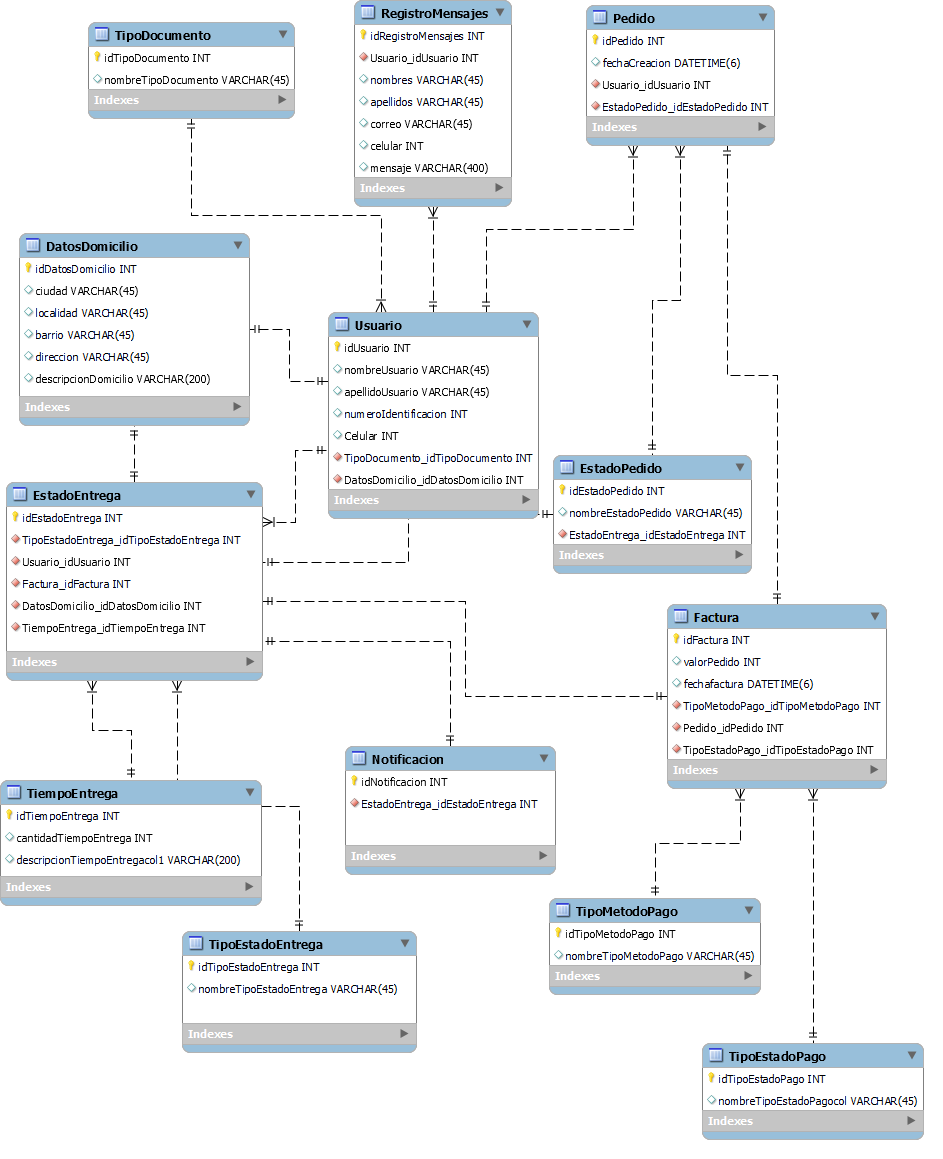 TipoDocumento
idTipoDocumento INT
nombreTipoDocumento VARCHAR(45)
Indexes
RegistroMensajes
idRegistroMensajes INT
Usuario_idUsuario INT
nombres VARCHAR(45)
apellidos VARCHAR(45)
correo VARCHAR(45)
celular INT
mensaje VARCHAR(400)
Indexes
Pedido
idPedido INT
fechaCreacion DATETIME(6)
Usuario_idUsuario INT
EstadoPedido_idEstadoPedido INT
Indexes
DatosDomicilio
idDatosDomicilio INT
ciudad VARCHAR(45)
localidad VARCHAR(45)
barrio VARCHAR(45)
direccion VARCHAR(45)
descripcionDomicilio VARCHAR(200)
Indexes
Usuario
idUsuario INT
nombreUsuario VARCHAR(45)
apellidoUsuario VARCHAR(45)
numeroIdentificacion INT
Celular INT
TipoDocumento_idTipoDocumento INT
DatosDomicilio_idDatosDomicilio INT
Indexes
EstadoPedido
idEstadoPedido INT
nombreEstadoPedido VARCHAR(45)
EstadoEntrega_idEstadoEntrega INT
Indexes
EstadoEntrega
idEstadoEntrega INT
TipoEstadoEntrega_idTipoEstadoEntrega INT
Usuario_idUsuario INT
Factura_idFactura INT
DatosDomicilio_idDatosDomicilio INT
TiempoEntrega_idTiempoEntrega INT
Indexes
Factura
idFactura INT
valorPedido INT
fechafactura DATETIME(6)
TipoMetodoPago_idTipoMetodoPago INT
Pedido_idPedido INT
TipoEstadoPago_idTipoEstadoPago INT
Indexes
Notificacion
idNotificacion INT
EstadoEntrega_idEstadoEntrega INT
Indexes
TiempoEntrega
idTiempoEntrega INT
cantidadTiempoEntrega INT
descripcionTiempoEntregacol1 VARCHAR(200)
Indexes
TipoMetodoPago
idTipoMetodoPago INT
nombreTipoMetodoPago VARCHAR(45)
Indexes
TipoEstadoEntrega
idTipoEstadoEntrega INT
nombreTipoEstadoEntrega VARCHAR(45)
Indexes
TipoEstadoPago
idTipoEstadoPago INT
nombreTipoEstadoPagocol VARCHAR(45)
Indexes